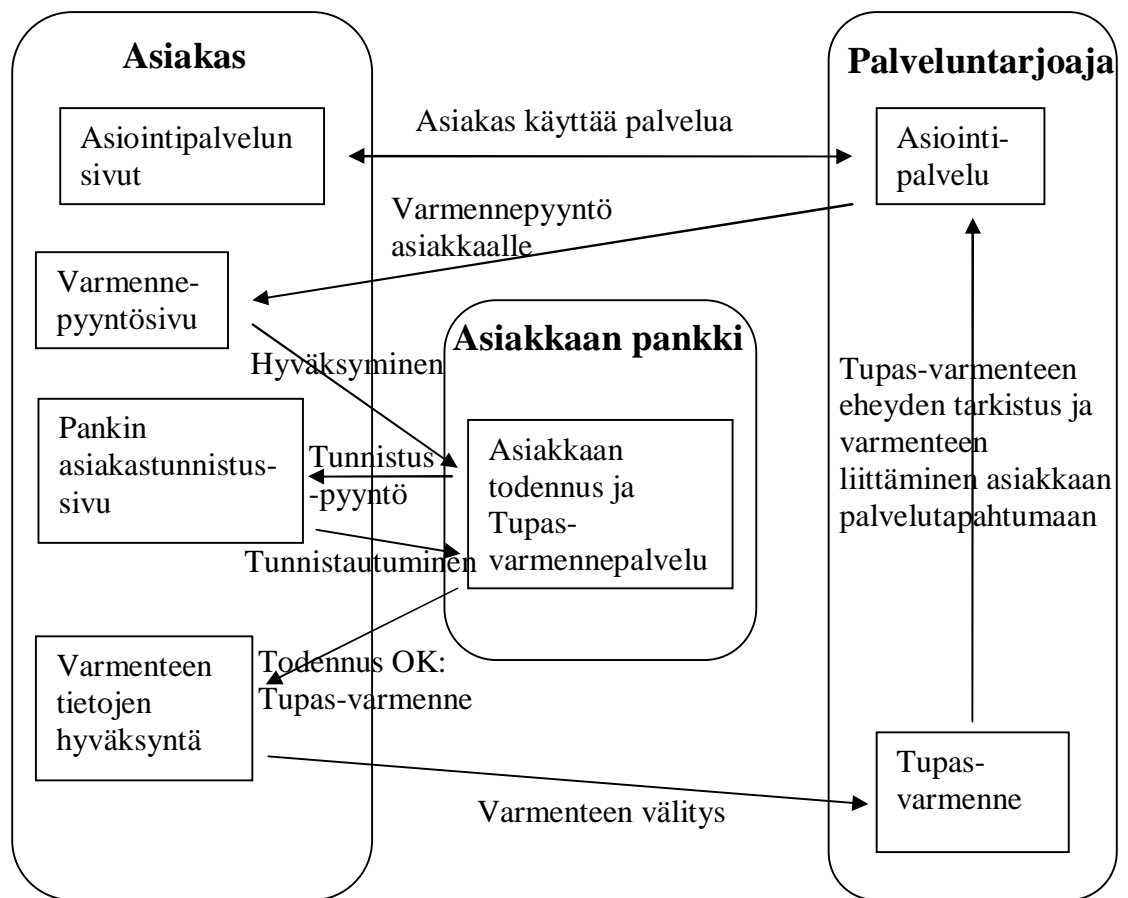 Asiakas
Palveluntarjoaja
Asiointipalvelun
sivut
Asiakas käyttää palvelua
Asiointi-
palvelu
Varmennepyyntö
asiakkaalle
Varmenne-
pyyntösivu
Asiakkaan pankki
Hyväksyminen
Tupas-varmenteen
eheyden tarkistus ja
varmenteen
liittäminen asiakkaan
palvelutapahtumaan
Pankin
asiakastunnistus-
sivu
Tunnistus
-pyyntö
Asiakkaan
todennus ja
Tupas-
varmennepalvelu
Tunnistautuminen
Varmenteen
tietojen
hyväksyntä
Todennus OK:
Tupas-varmenne
Tupas-
varmenne
Varmenteen välitys